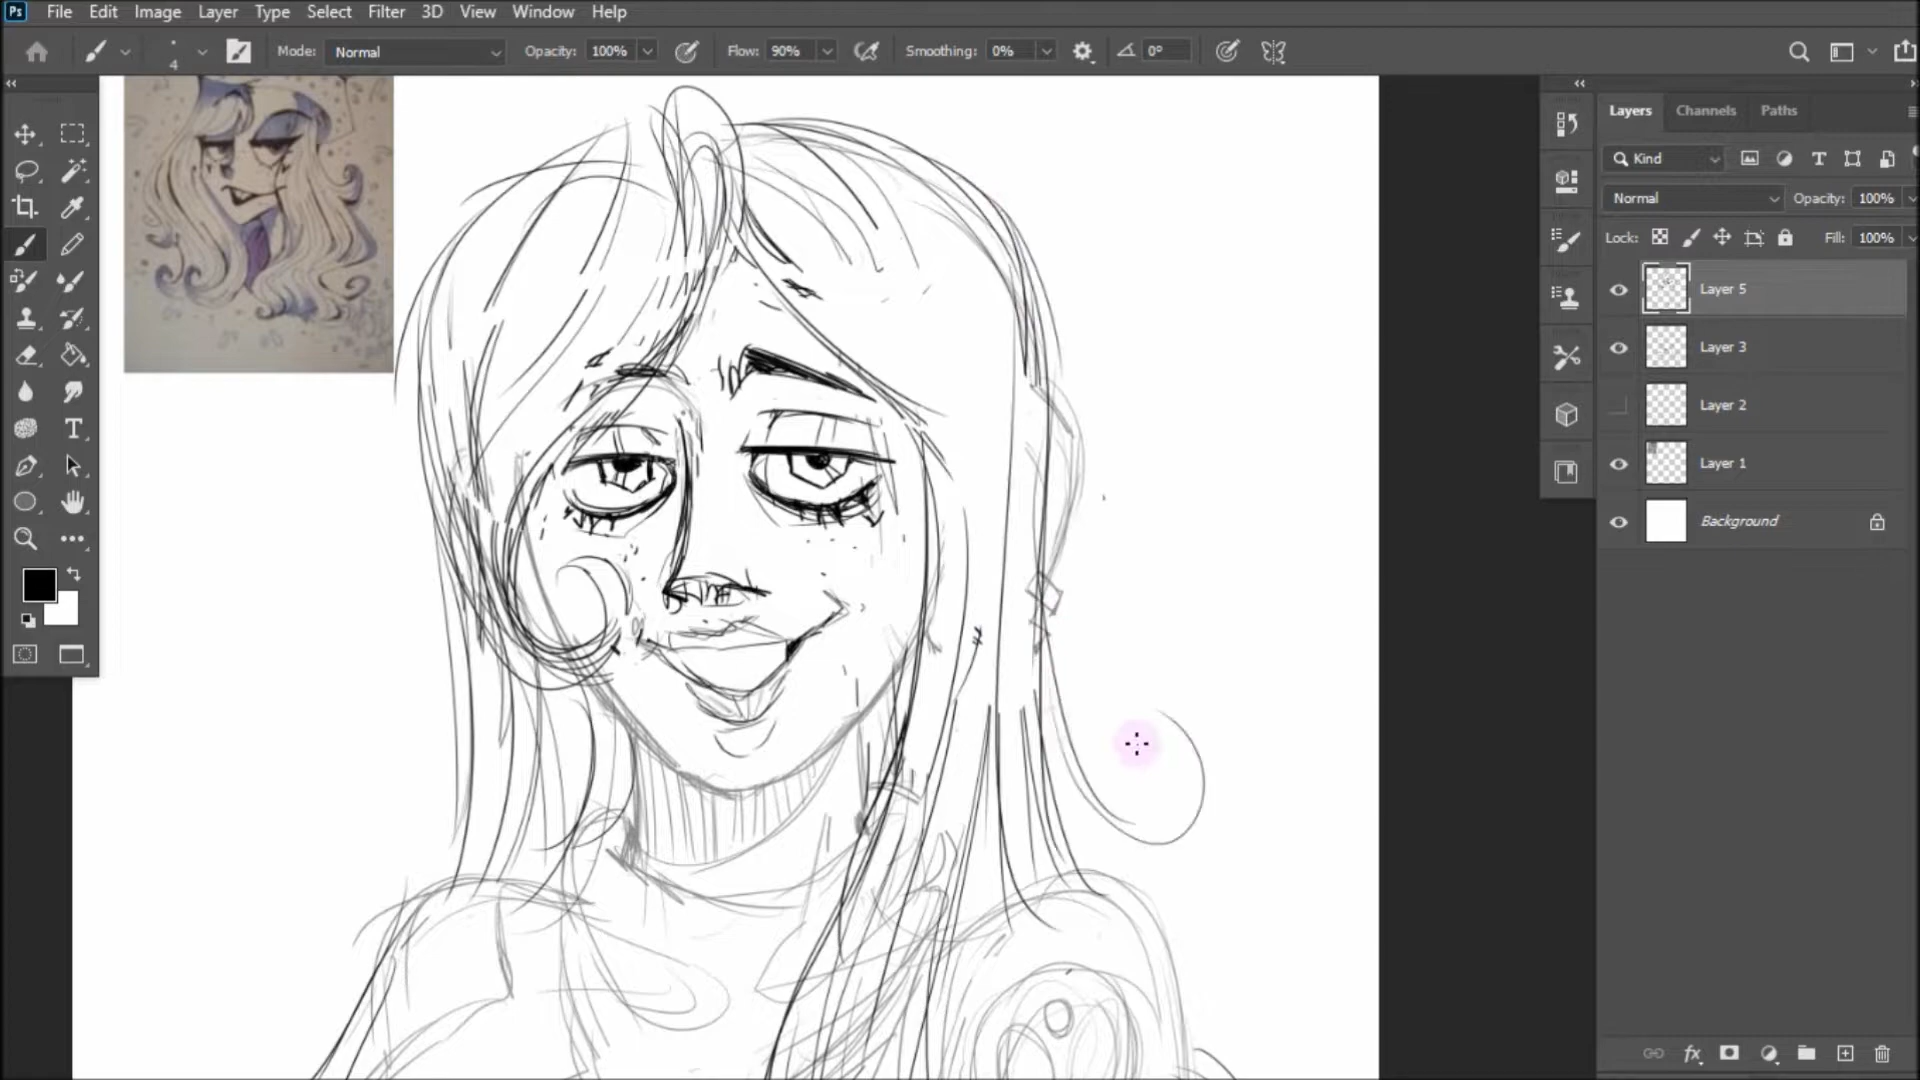 Ps File Edit Image Layer Type Select Filter 3D View Window Help
4 Mode: Normal Opacity: 100% Flow: 90% Smoothing: 0% 0°
Layers Channels Paths
Kind
Normal Opacity: 100%
Lock: Fill: 100%
Layer 5
Layer 3
Layer 2
Layer 1
Background
fx